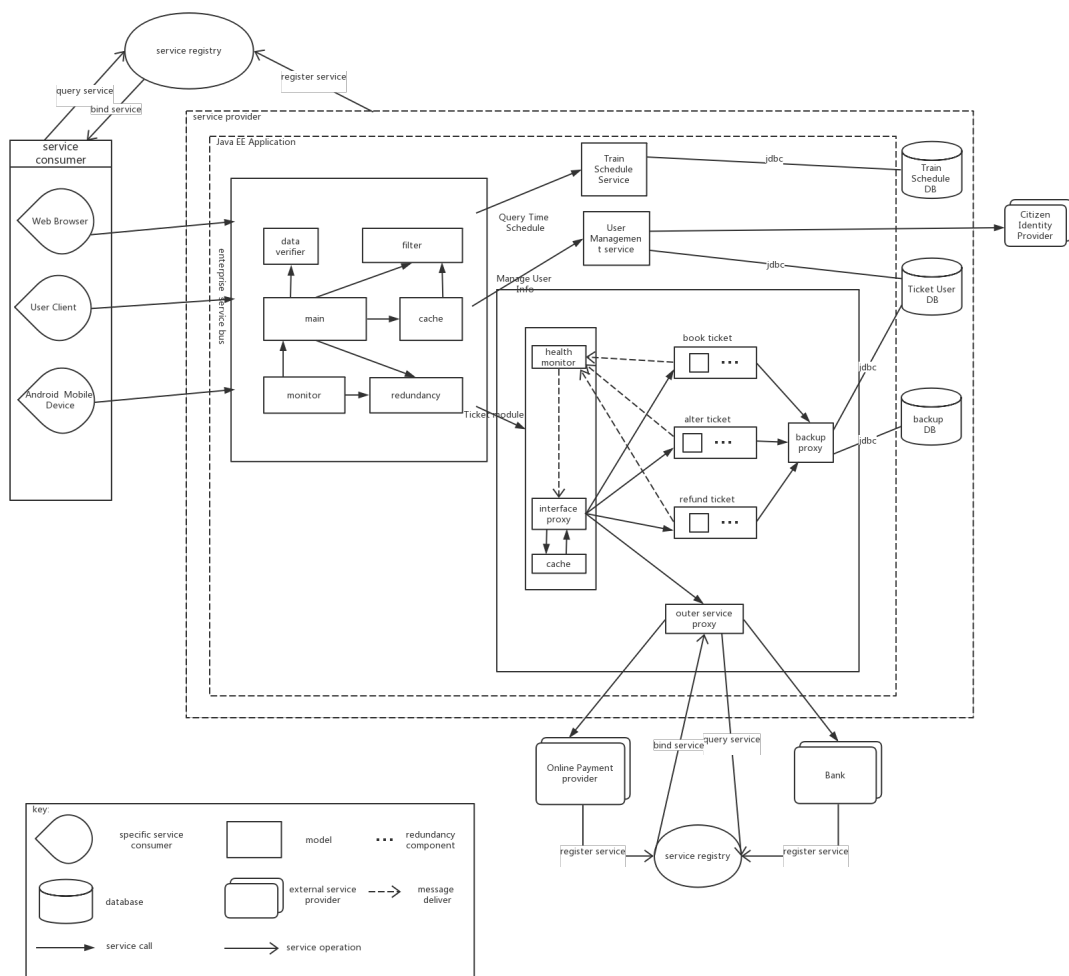 service registry
query service
bind service
register service
service provider
service
consumer
Java EE Application
Web Browser
User Client
Android Mobile
Device
enterprise service bus
data
verifier
filter
main
cache
monitor
redundancy
Train
Schedule
Service
jdbc
Train
Schedule
DB
Query Time
Schedule
User
Managemen
t service
Citizen
Identity
Provider
jdbc
Ticket User
DB
Manage User
Info
Ticket module
health
monitor
book ticket
...
alter ticket
...
refund ticket
...
interface
proxy
cache
backup
proxy
jdbc
jdbc
backup
DB
outer service
proxy
bind service
query service
Online Payment
provider
Bank
register service
service registry
register service
key:
specific service
consumer
model
...
redundancy
component
database
external service
provider
message
deliver
service call
service operation